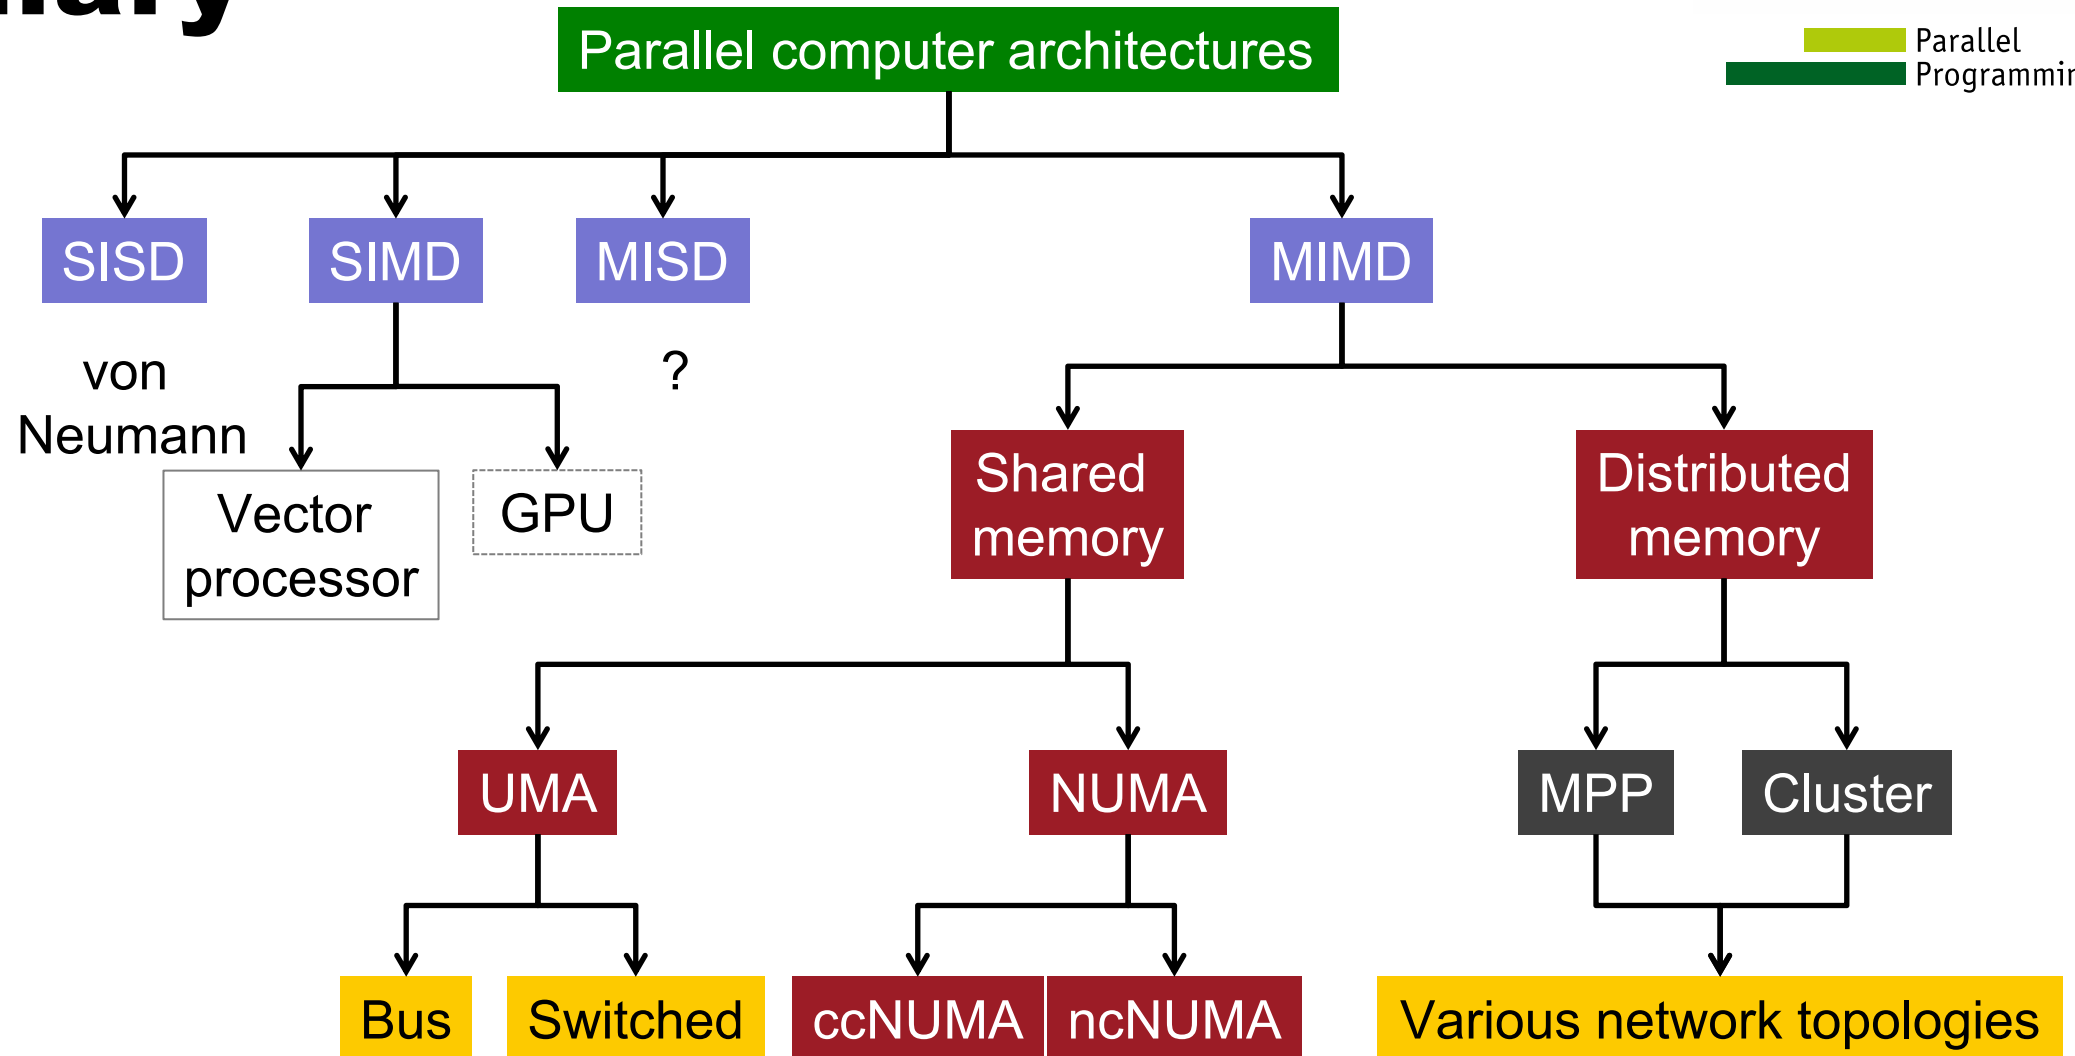 Parallel computer architectures
Parallel
SISD
SIMD
MISD
MIMD
von
Neumann
?
Vector
processor
GPU
Shared
memory
Distributed
memory
UMA
NUMA
MPP
Cluster
Bus
Switched
ccNUMA
ncNUMA
Various network topologies